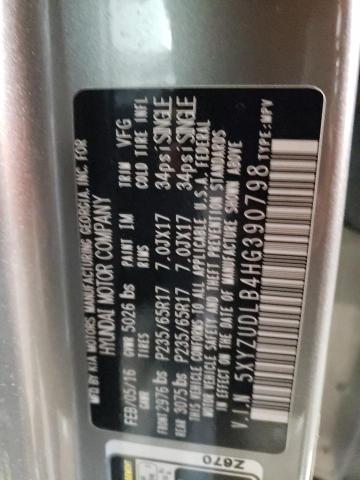 MFD BY KIA MOTORS MANUFACTURING GEORGIA, INC. FOR
HYUNDAI MOTOR COMPANY
FEB/05/16 GVWR 5026 lbs PAINT IM TRIM VFG
GAWR TIRES RIMS COLD TIRE INFL
FRONT 2976 lbs P235/65R17 7.0JX17 34psi SINGLE
REAR 3075 lbs P235/65R17 7.0JX17 34psi SINGLE
THIS VEHICLE CONFORMS TO ALL APPLICABLE U.S.A. FEDERAL
MOTOR VEHICLE SAFETY AND THEFT PREVENTION STANDARDS
IN EFFECT ON THE DATE OF MANUFACTURE SHOWN ABOVE
V.I.N 5XYZUDLB4HG390798 TYPE:MPV
Z670